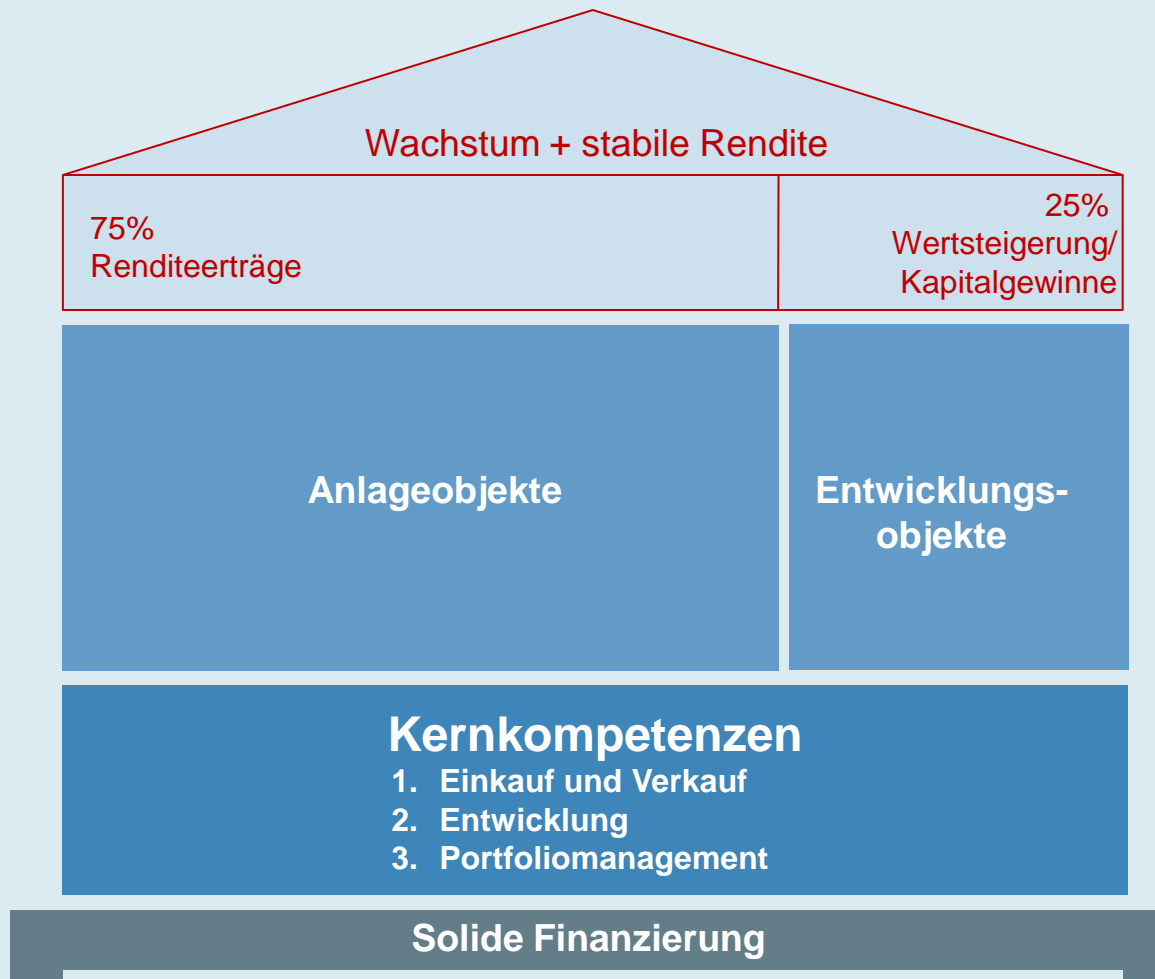 Wachstum + stabile Rendite
75%
Renditeerträge
25%
Wertsteigerung/
Kapitalgewinne
Anlageobjekte
Entwicklungs-
objekte
Kernkompetenzen
1. Einkauf und Verkauf
2. Entwicklung
3. Portfoliomanagement
Solide Finanzierung